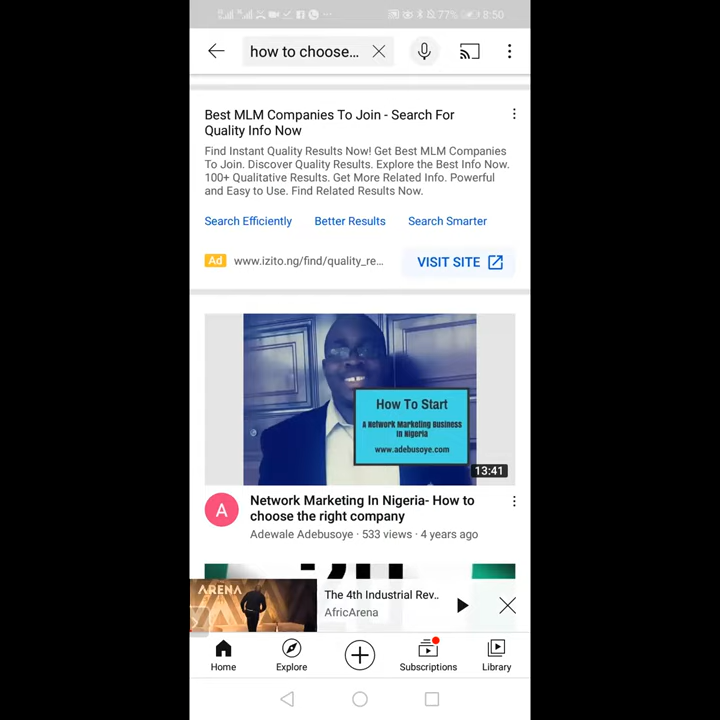 77% 8:50
how to choose...
Best MLM Companies To Join - Search For
Quality Info Now
Find Instant Quality Results Now! Get Best MLM Companies
To Join. Discover Quality Results. Explore the Best Info Now.
100+ Qualitative Results. Get More Related Info. Powerful
and Easy to Use. Find Related Results Now.
Search Efficiently Better Results Search Smarter
Ad www.izito.ng/find/quality_re... VISIT SITE
How To Start
A Network Marketing Business
in Nigeria
www.adebusoye.com
13:41
A
Network Marketing In Nigeria- How to
choose the right company
Adewale Adebusoye · 533 views · 4 years ago
ARENA
The 4th Industrial Rev..
AfricArena
Home Explore Subscriptions Library